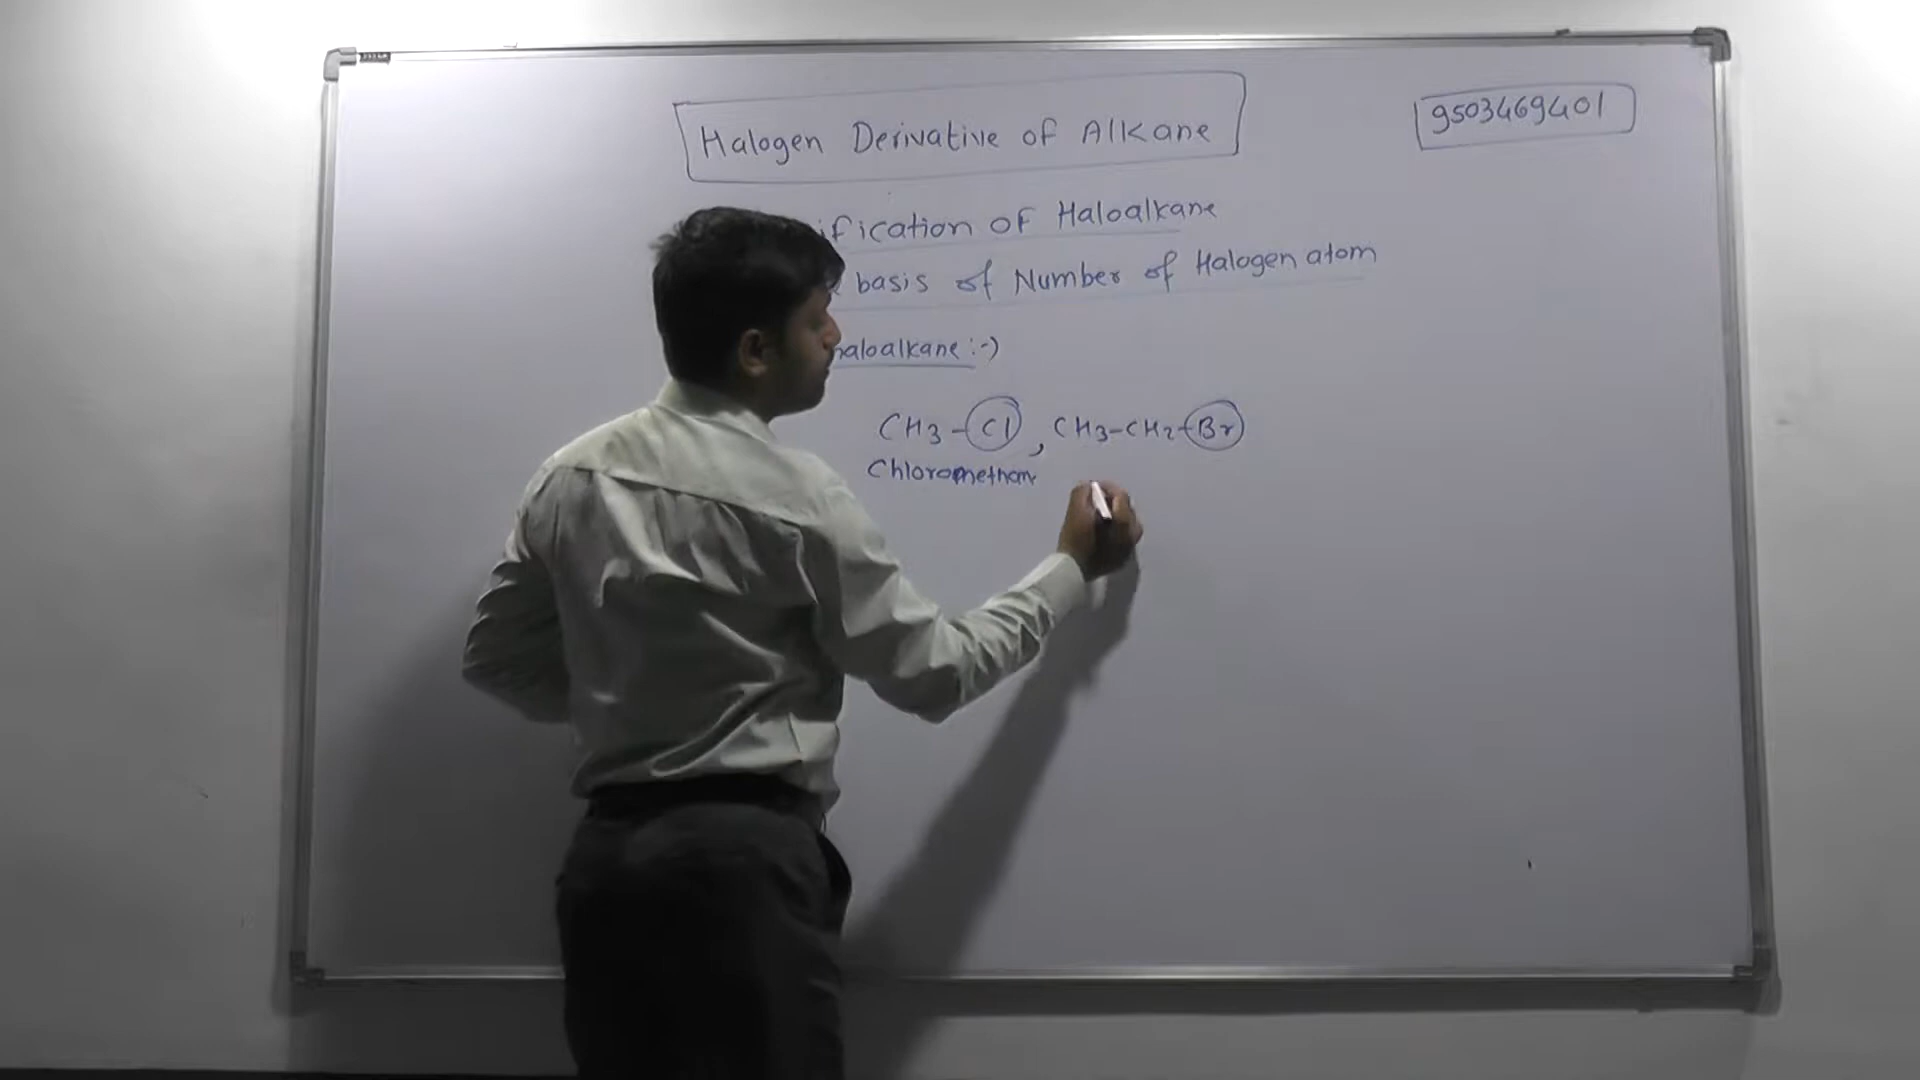 Halogen Derivative of Alkane
9503469401
ification of Haloalkane
basis of Number of Halogen atom
haloalkane :-)
CH3-Cl, CH3-CH2-Br
Chloromethan